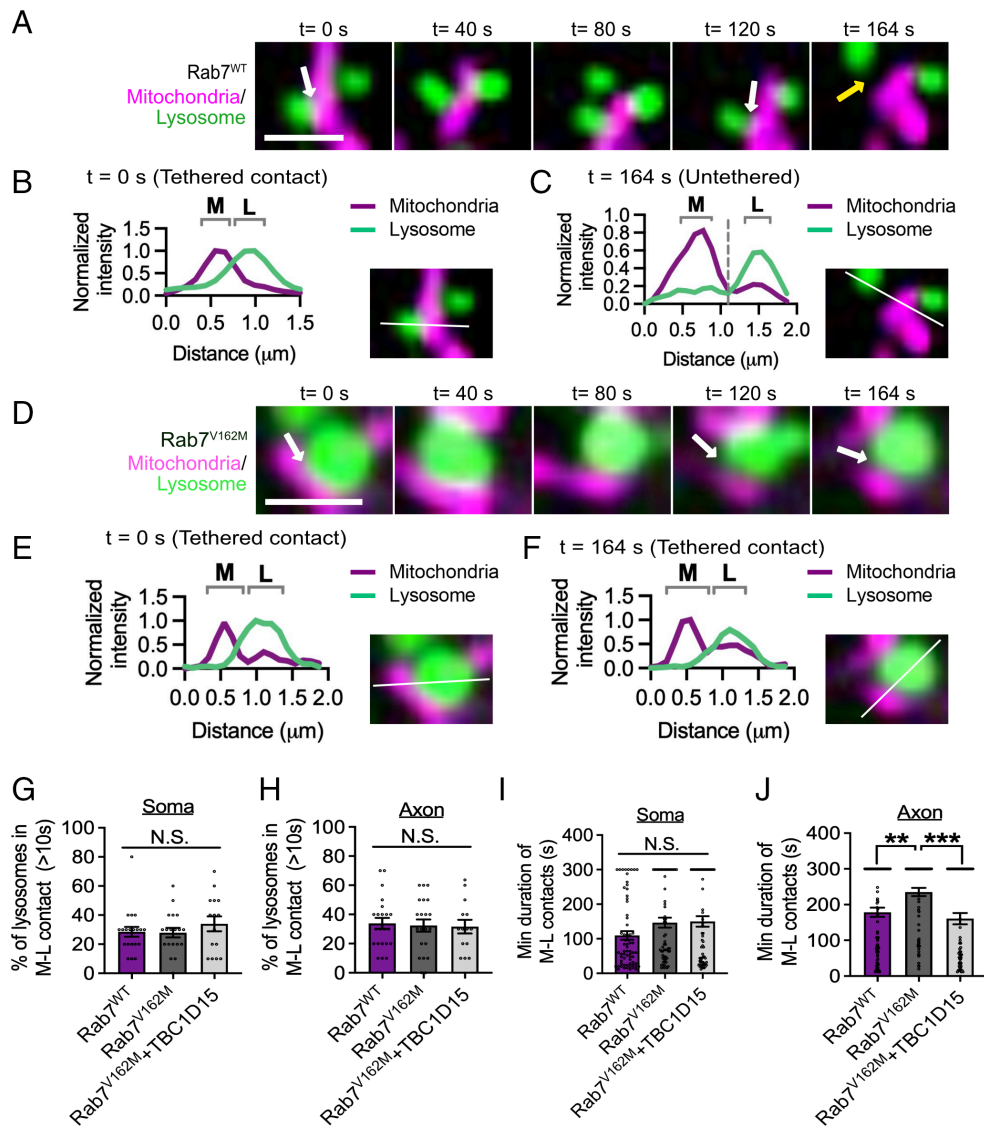 A
t= 0 s
t= 40 s
t= 80 s
t= 120 s
t= 164 s
Rab7WT
Mitochondria/
Lysosome
B
t = 0 s (Tethered contact)
M
L
Mitochondria
Lysosome
Normalized
intensity
1.5
1.0
0.5
0.0
0.0
0.5
1.0
1.5
Distance (μm)
C
t = 164 s (Untethered)
M
L
Mitochondria
Lysosome
Normalized
intensity
1.0
0.8
0.6
0.4
0.2
0
0.0
0.5
1.0
1.5
2.0
Distance (μm)
D
t= 0 s
t= 40 s
t= 80 s
t= 120 s
t= 164 s
Rab7V162M
Mitochondria/
Lysosome
E
t = 0 s (Tethered contact)
M
L
Mitochondria
Lysosome
Normalized
intensity
1.5
1.0
0.5
0.0
0.0
0.5
1.0
1.5
2.0
Distance (μm)
F
t = 164 s (Tethered contact)
M
L
Mitochondria
Lysosome
Normalized
intensity
1.5
1.0
0.5
0.0
0.0
0.5
1.0
1.5
2.0
Distance (μm)
G
Soma
N.S.
% of lysosomes in
M-L contact (>10s)
100
80
60
40
20
0
Rab7WT
Rab7V162M
Rab7V162M+TBC1D15
H
Axon
N.S.
% of lysosomes in
M-L contact (>10s)
100
80
60
40
20
0
Rab7WT
Rab7V162M
Rab7V162M+TBC1D15
I
Soma
N.S.
Min duration of
M-L contacts (s)
400
300
200
100
0
Rab7WT
Rab7V162M
Rab7V162M+TBC1D15
J
Axon
**
***
Min duration of
M-L contacts (s)
400
300
200
100
0
Rab7WT
Rab7V162M
Rab7V162M+TBC1D15